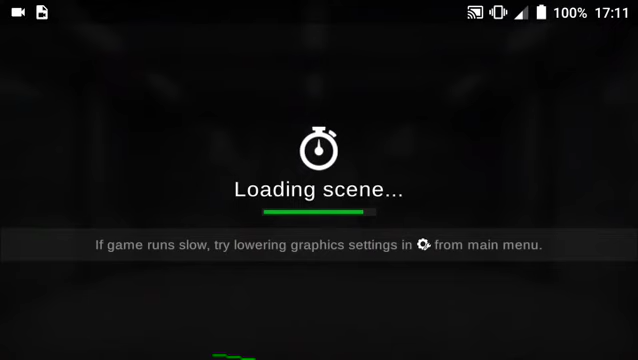 100% 17:11
Loading scene...
If game runs slow, try lowering graphics settings in from main menu.